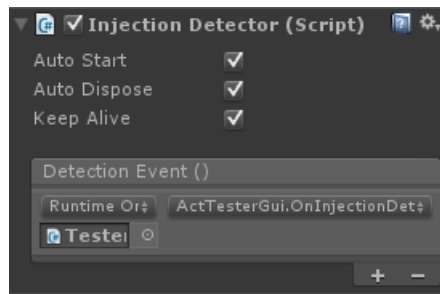 Injection Detector (Script)
Auto Start
Auto Dispose
Keep Alive
Detection Event ()
Runtime Or
ActTesterGui.OnInjectionDet
Tester
+ -